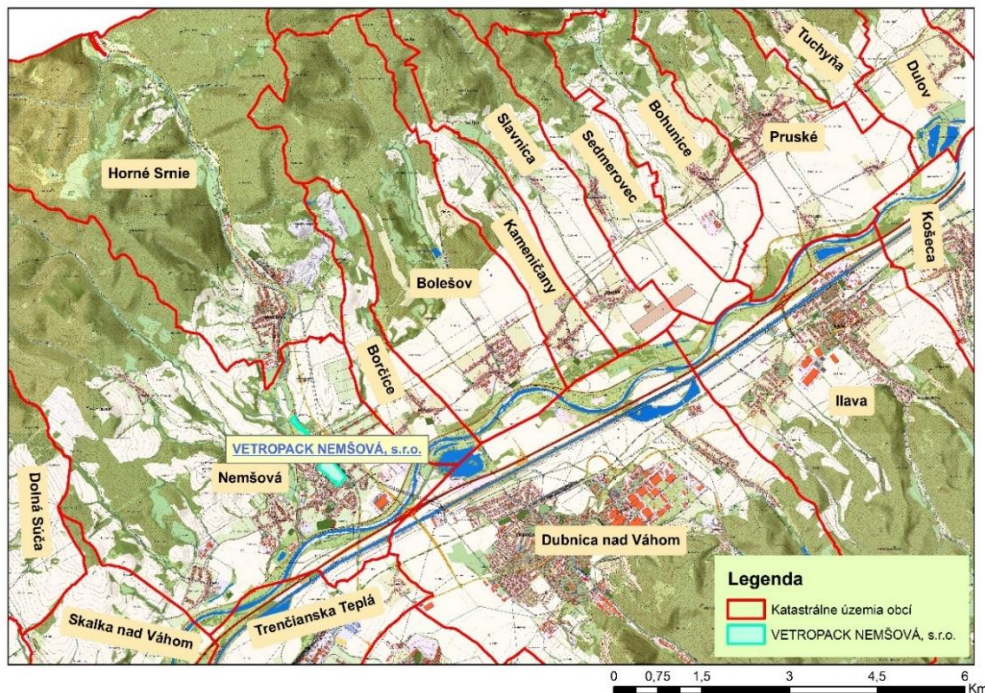 Tuchyňa
Dulov
Slavnica
Sedmerovec
Bohunice
Pruské
Horné Srnie
Košeca
Bolešov
Kameničany
Borčice
Ilava
VETROPACK NEMŠOVÁ, s.r.o.
Nemšová
Dolná Súča
Dubnica nad Váhom
Skalka nad Váhom
Trenčianska Teplá
Legenda
Katastrálne územia obcí
VETROPACK NEMŠOVÁ, s.r.o.
0 0,75 1,5 3 4,5 6
Km